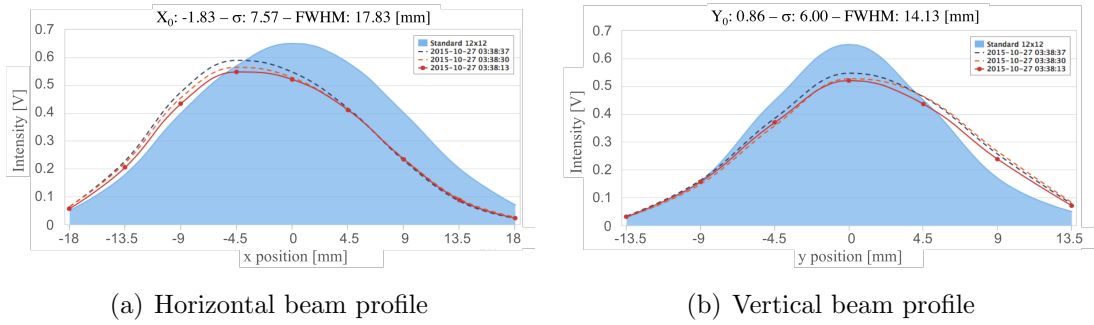 X₀: -1.83 – σ: 7.57 – FWHM: 17.83 [mm]
0.7
0.6
0.5
0.4
0.3
0.2
0.1
0
Intensity [V]
Standard 12x12
2015-10-27 03:38:37
2015-10-27 03:38:30
2015-10-27 03:38:13
-18 -13.5 -9 -4.5 0 4.5 9 13.5 18
x position [mm]
(a) Horizontal beam profile
Y₀: 0.86 – σ: 6.00 – FWHM: 14.13 [mm]
0.7
0.6
0.5
0.4
0.3
0.2
0.1
0
Intensity [V]
Standard 12x12
2015-10-27 03:38:37
2015-10-27 03:38:30
2015-10-27 03:38:13
-13.5 -9 -4.5 0 4.5 9 13.5
y position [mm]
(b) Vertical beam profile